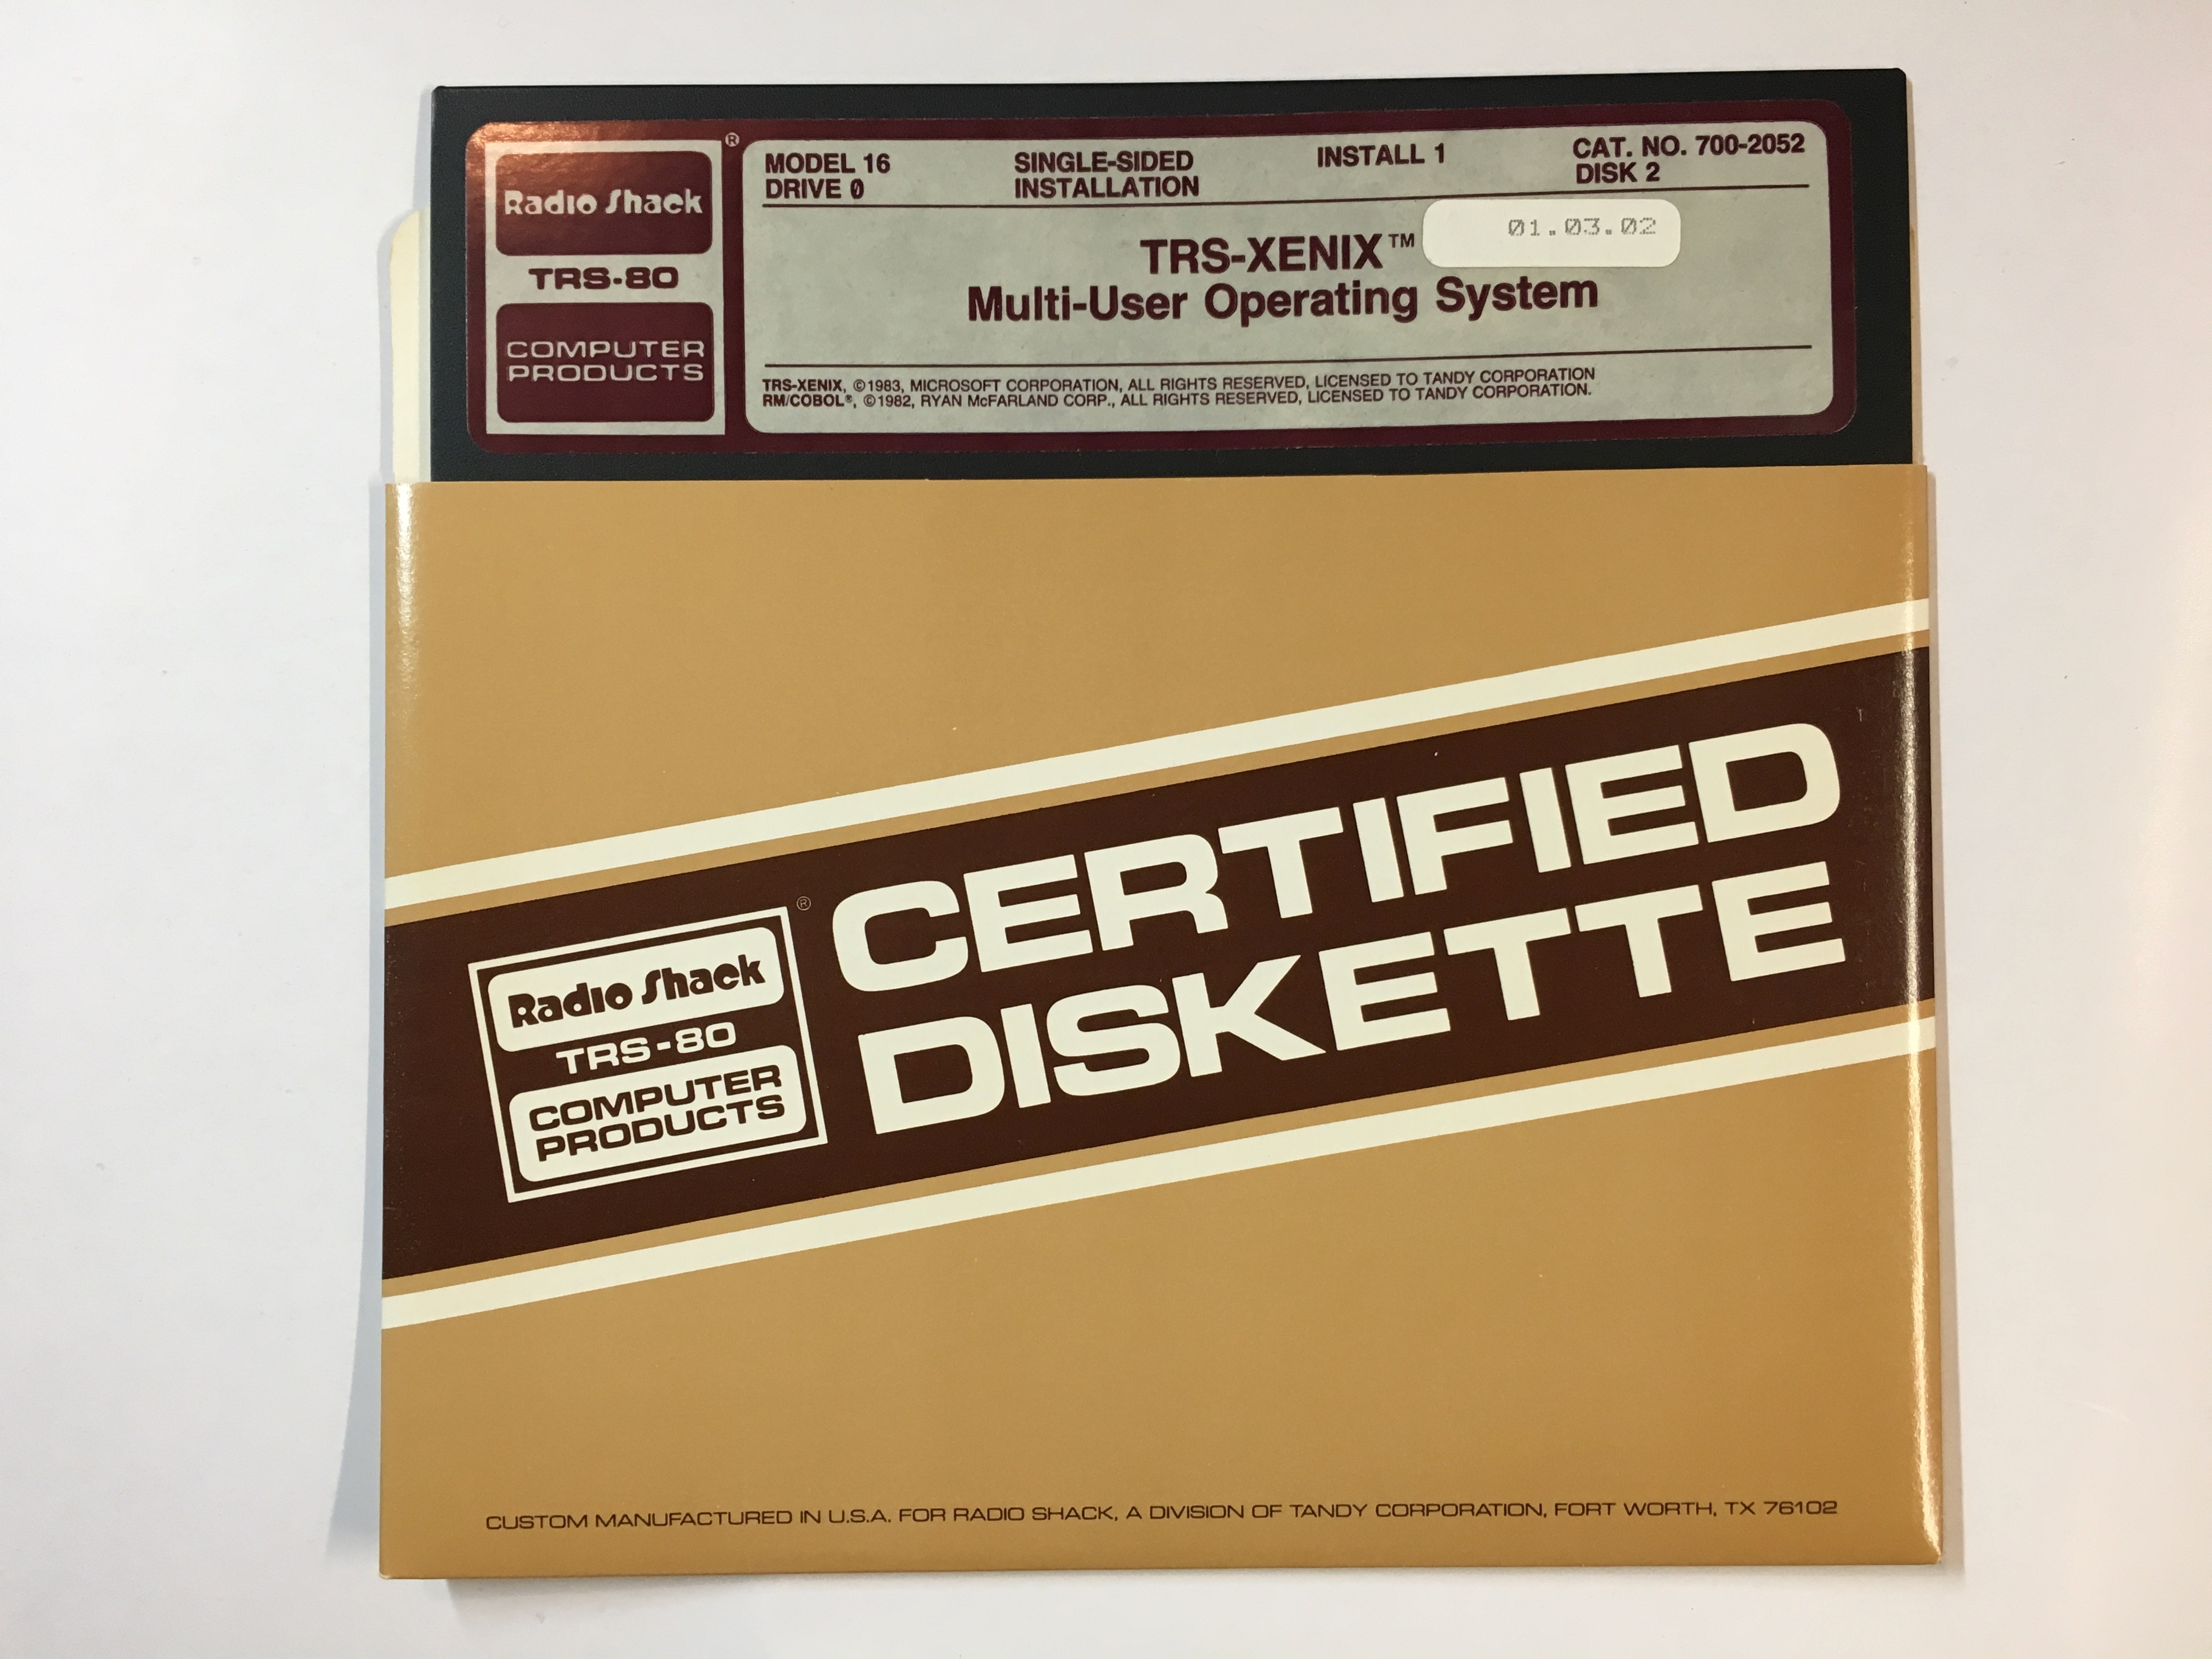 Radio Shack
®
TRS-80
COMPUTER
PRODUCTS
MODEL 16
DRIVE 0
SINGLE-SIDED
INSTALLATION
INSTALL 1
CAT. NO. 700-2052
DISK 2
TRS-XENIX™
01.03.02
Multi-User Operating System
TRS-XENIX, ©1983, MICROSOFT CORPORATION, ALL RIGHTS RESERVED, LICENSED TO TANDY CORPORATION
RM/COBOL®, ©1982, RYAN McFARLAND CORP., ALL RIGHTS RESERVED, LICENSED TO TANDY CORPORATION.
Radio Shack
®
TRS-80
COMPUTER
PRODUCTS
CERTIFIED
DISKETTE
CUSTOM MANUFACTURED IN U.S.A. FOR RADIO SHACK, A DIVISION OF TANDY CORPORATION, FORT WORTH, TX 76102